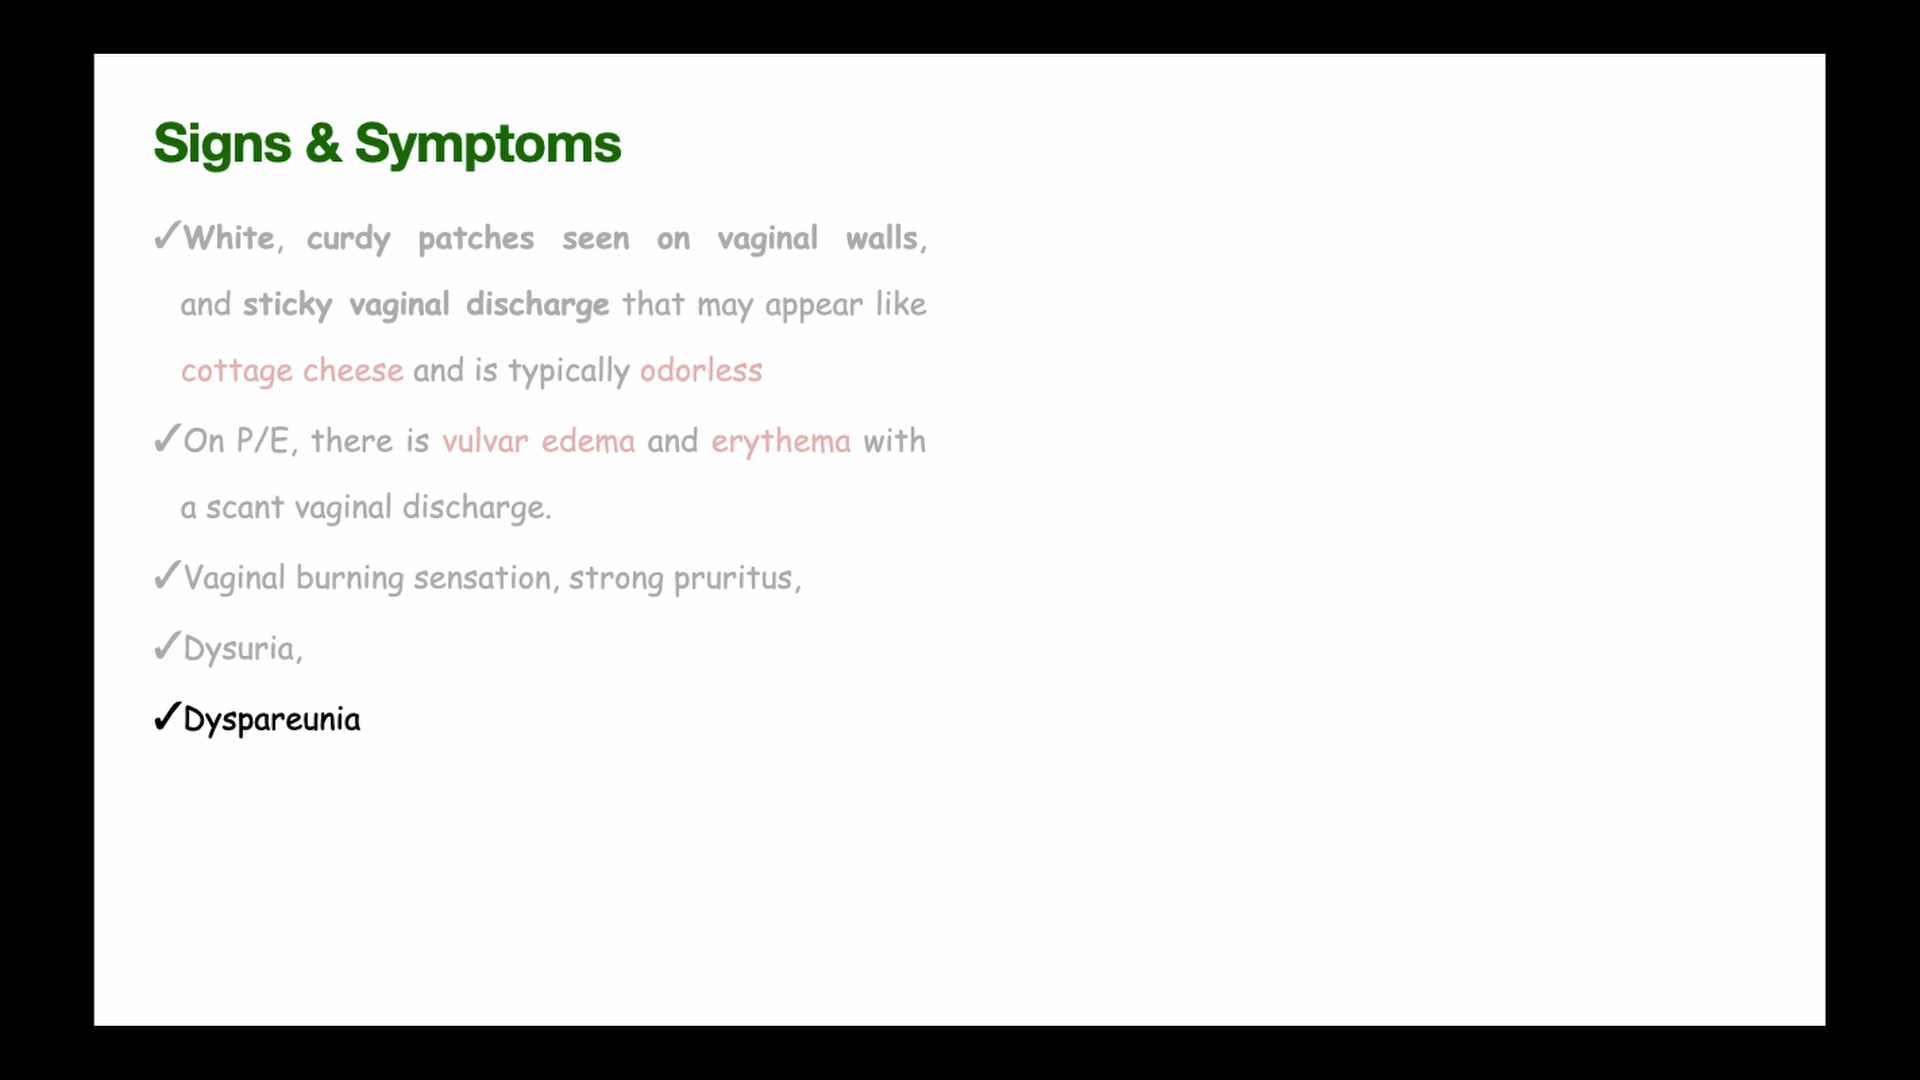 Signs & Symptoms
✓White, curdy patches seen on vaginal walls,
and sticky vaginal discharge that may appear like
cottage cheese and is typically odorless
✓On P/E, there is vulvar edema and erythema with
a scant vaginal discharge.
✓Vaginal burning sensation, strong pruritus,
✓Dysuria,
✓Dyspareunia